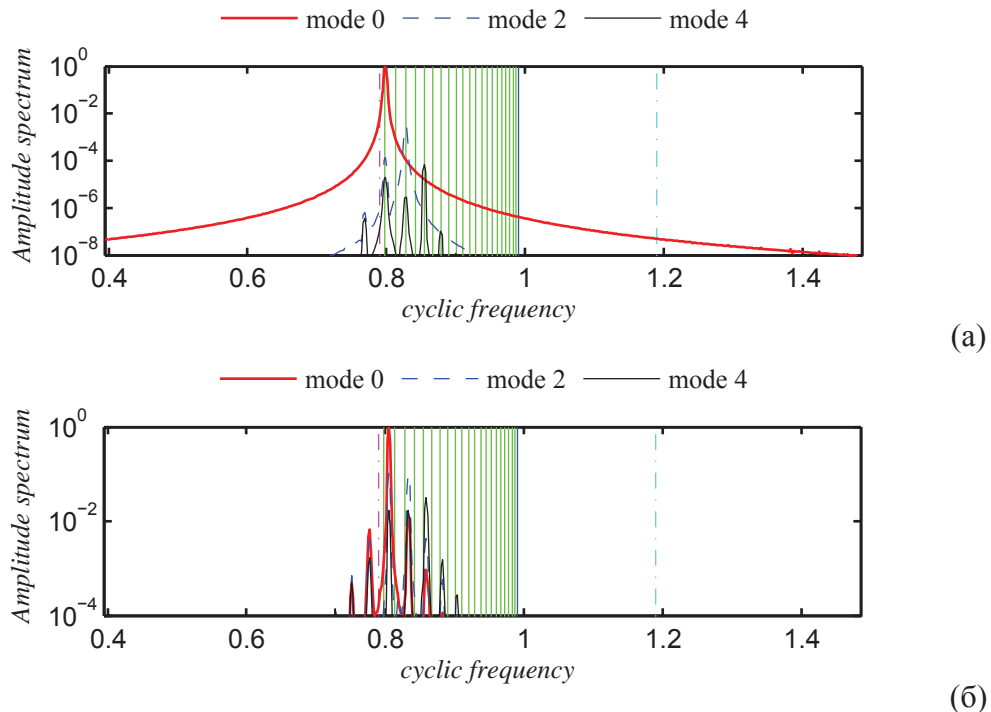 mode 0 mode 2 mode 4
10^0
10^-2
10^-4
10^-6
10^-8
Amplitude spectrum
0.4 0.6 0.8 1 1.2 1.4
cyclic frequency
(а)
mode 0 mode 2 mode 4
10^0
10^-2
10^-4
Amplitude spectrum
0.4 0.6 0.8 1 1.2 1.4
cyclic frequency
(б)